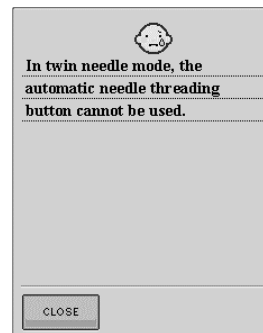 In twin needle mode, the
automatic needle threading
button cannot be used.
CLOSE